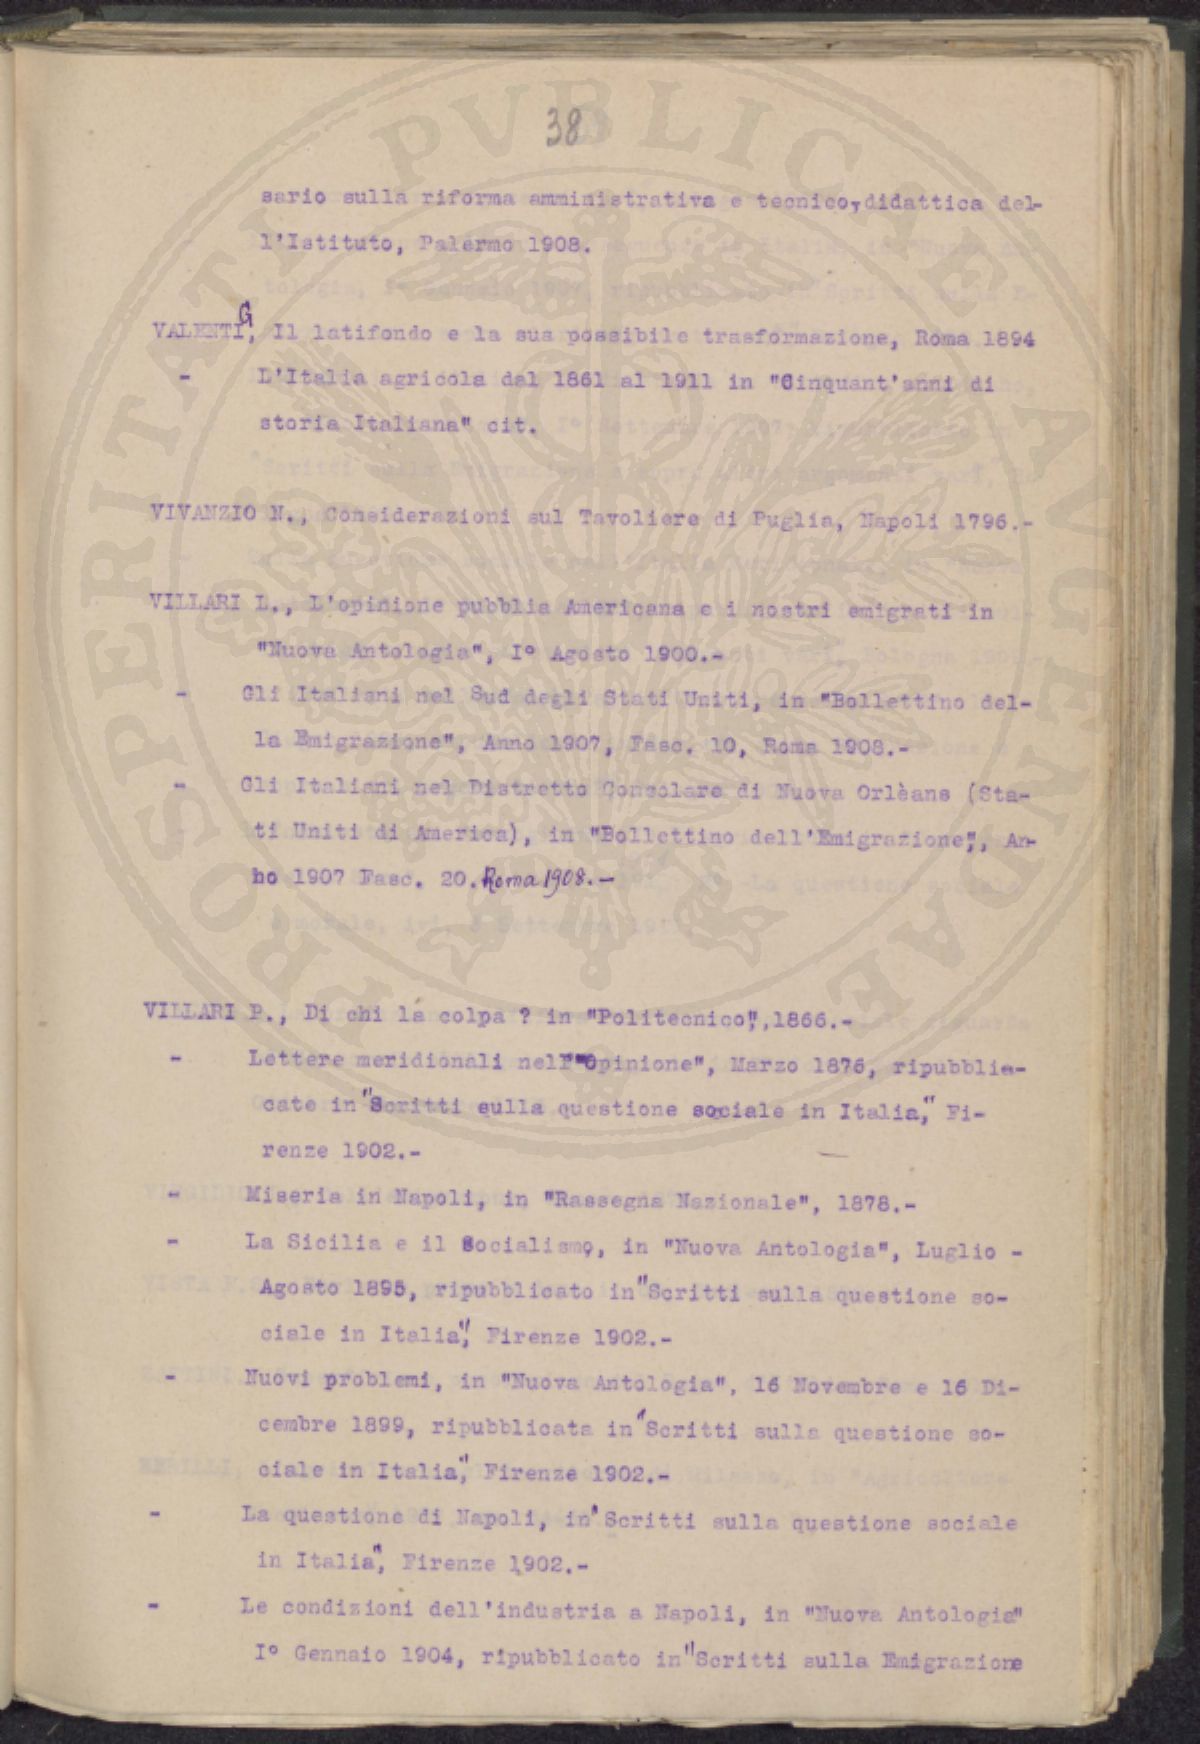 38
sario sulla riforma amministrativa e tecnico,didattica del-
l'Istituto, Palermo 1908.
VALENTI G, Il latifondo e la sua possibile trasformazione, Roma 1894
- L'Italia agricola dal 1861 al 1911 in "Cinquant'anni di
storia Italiana" cit.
VIVANZIO N., Considerazioni sul Tavoliere di Puglia, Napoli 1796.-
VILLARI L., L'opinione pubblia Americana e i nostri emigrati in
"Nuova Antologia", I° Agosto 1900.-
- Gli Italiani nel Sud degli Stati Uniti, in "Bollettino del-
la Emigrazione", Anno 1907, Fasc. 10, Roma 1908.-
- Gli Italiani nel Distretto Consolare di Nuova Orlèans (Sta-
ti Uniti di America), in "Bollettino dell'Emigrazione", An-
no 1907 Fasc. 20. Roma 1908.-
VILLARI P., Di chi la colpa ? in "Politecnico",1866.-
- Lettere meridionali nell'"Opinione", Marzo 1876, ripubblie-
cate in "Scritti sulla questione sociale in Italia", Fi-
renze 1902.-
- Miseria in Napoli, in "Rassegna Nazionale", 1878.-
- La Sicilia e il Socialismo, in "Nuova Antologia", Luglio -
Agosto 1895, ripubblicato in "Scritti sulla questione so-
ciale in Italia", Firenze 1902.-
- Nuovi problemi, in "Nuova Antologia", 16 Novembre e 16 Di-
cembre 1899, ripubblicata in "Scritti sulla questione so-
ciale in Italia", Firenze 1902.-
- La questione di Napoli, in "Scritti sulla questione sociale
in Italia", Firenze 1902.-
- Le condizioni dell'industria a Napoli, in "Nuova Antologia"
I° Gennaio 1904, ripubblicato in "Scritti sulla Emigrazione
PROSPERITATI PVBLICAE AVGENDAE